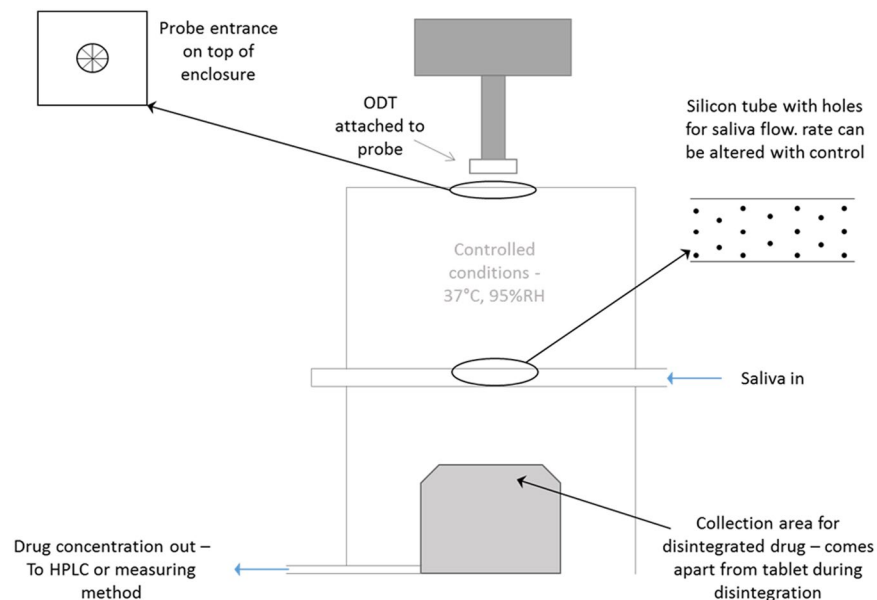 Probe entrance
on top of
enclosure
ODT
attached to
probe
Silicon tube with holes
for saliva flow. rate can
be altered with control
Controlled
conditions -
37°C, 95%RH
Saliva in
Drug concentration out –
To HPLC or measuring
method
Collection area for
disintegrated drug – comes
apart from tablet during
disintegration